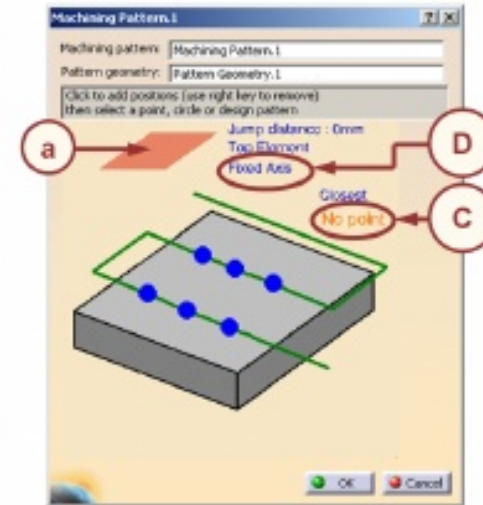 Machining Pattern.1
Machining pattern: Machining Pattern.1
Pattern geometry: Pattern Geometry.1
Click to add positions (use right key to remove)
then select a point, circle or design pattern
a
Jump distance : 0mm
Top Element
D
Fixed Axis
Closest
No point
C
OK
Cancel